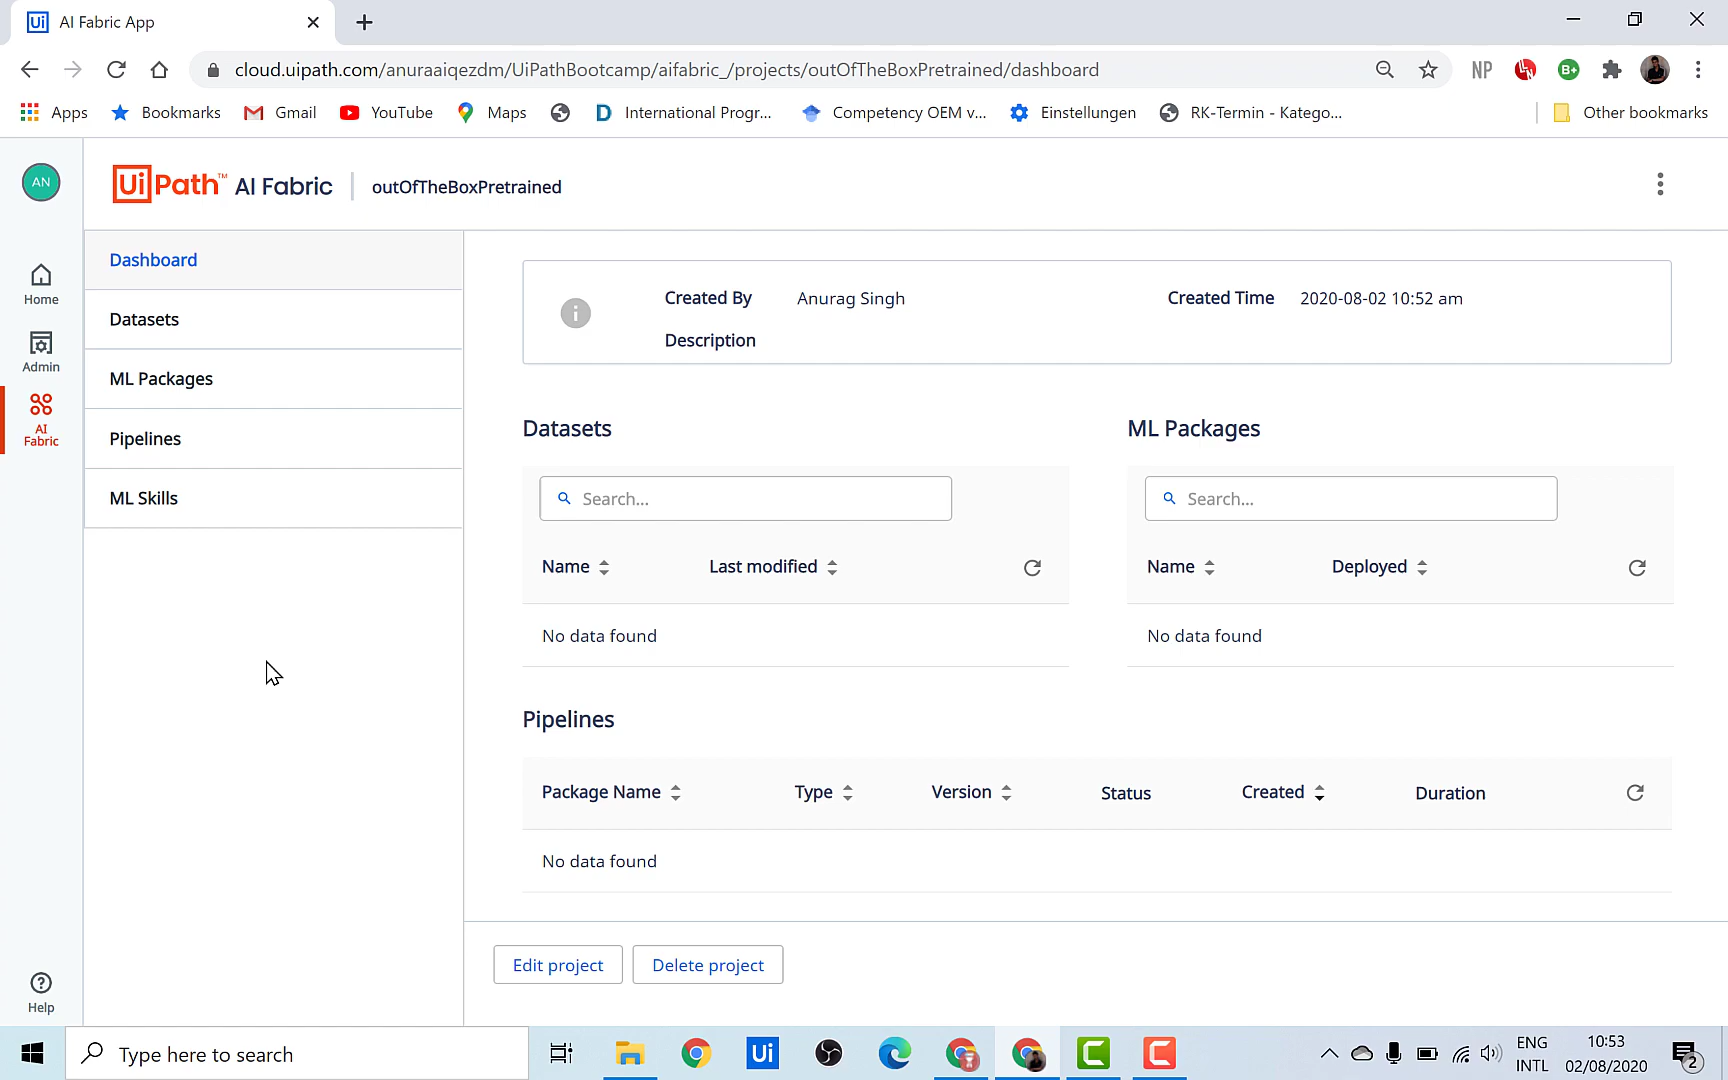 AI Fabric App
cloud.uipath.com/anuraaiqezdm/UiPathBootcamp/aifabric_/projects/outOfTheBoxPretrained/dashboard
NP
B+
Apps
Bookmarks
Gmail
YouTube
Maps
International Progr...
Competency OEM v...
Einstellungen
RK-Termin - Katego...
Other bookmarks
AN
UiPath™ AI Fabric
outOfTheBoxPretrained
Home
Admin
AI
Fabric
Help
Dashboard
Datasets
ML Packages
Pipelines
ML Skills
Created By Anurag Singh Created Time 2020-08-02 10:52 am
Description
Datasets
Search...
Name Last modified
No data found
ML Packages
Search...
Name Deployed
No data found
Pipelines
Package Name Type Version Status Created Duration
No data found
Edit project Delete project
Type here to search
Ui
ENG
INTL
10:53
02/08/2020
2